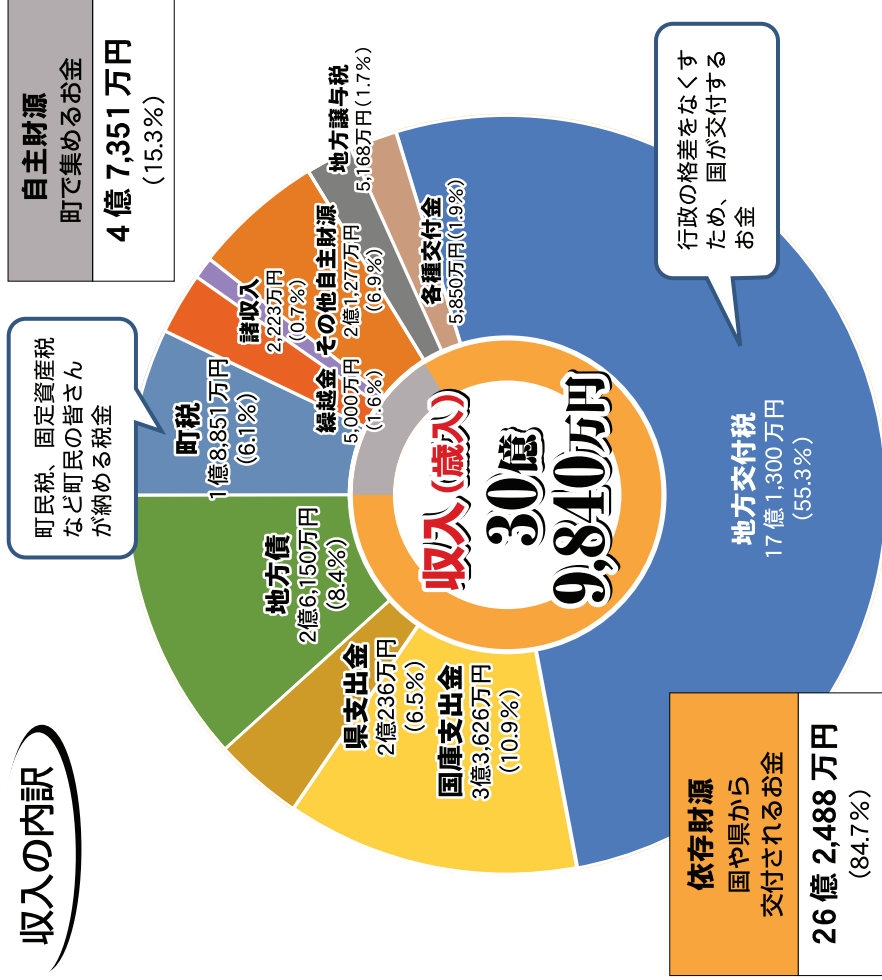 収入の内訳
町民税、固定資産税
など町民の皆さん
が納める税金
自主財源
町で集めるお金
4億7,351万円
(15.3%)
町税
1億8,851万円
(6.1%)
繰越金
5,000万円
(1.6%)
諸収入
2,223万円
(0.7%)
その他自主財源
2億1,277万円
(6.9%)
地方譲与税
5,168万円(1.7%)
各種交付金
5,850万円(1.9%)
地方交付税
17億1,300万円
(55.3%)
行政の格差をなくす
ため、国が交付する
お金
国庫支出金
3億3,626万円
(10.9%)
県支出金
2億236万円
(6.5%)
地方債
2億6,150万円
(8.4%)
収入(歳入)
30億
9,840万円
依存財源
国や県から
交付されるお金
26億2,488万円
(84.7%)